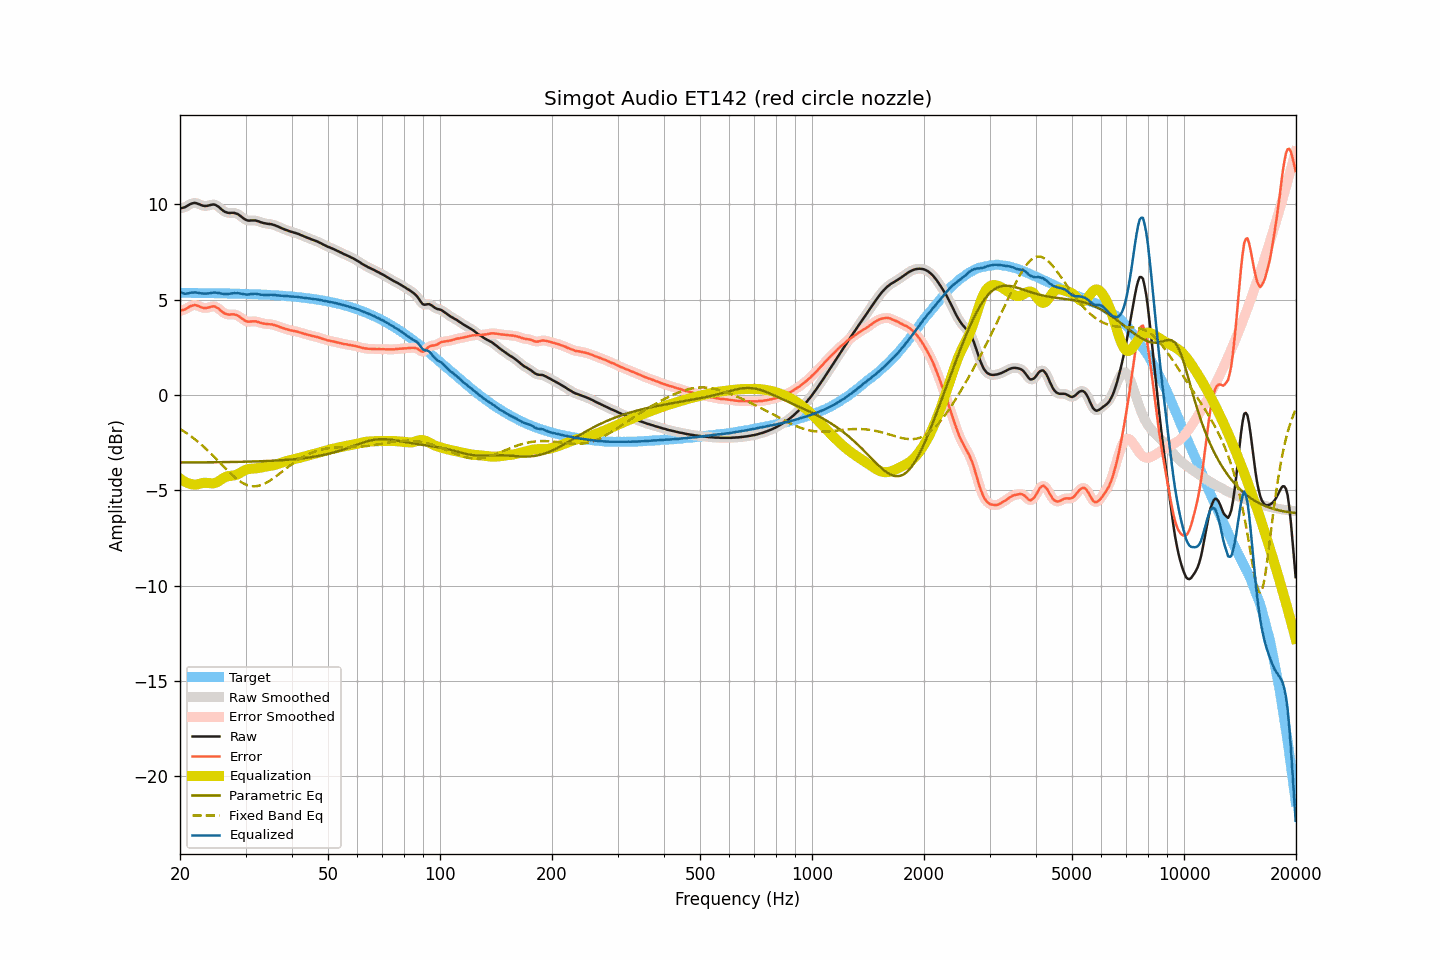 Simgot Audio ET142 (red circle nozzle)
Amplitude (dBr)
10
5
0
−5
−10
−15
−20
Target
Raw Smoothed
Error Smoothed
Raw
Error
Equalization
Parametric Eq
Fixed Band Eq
Equalized
20 50 100 200 500 1000 2000 5000 10000 20000
Frequency (Hz)